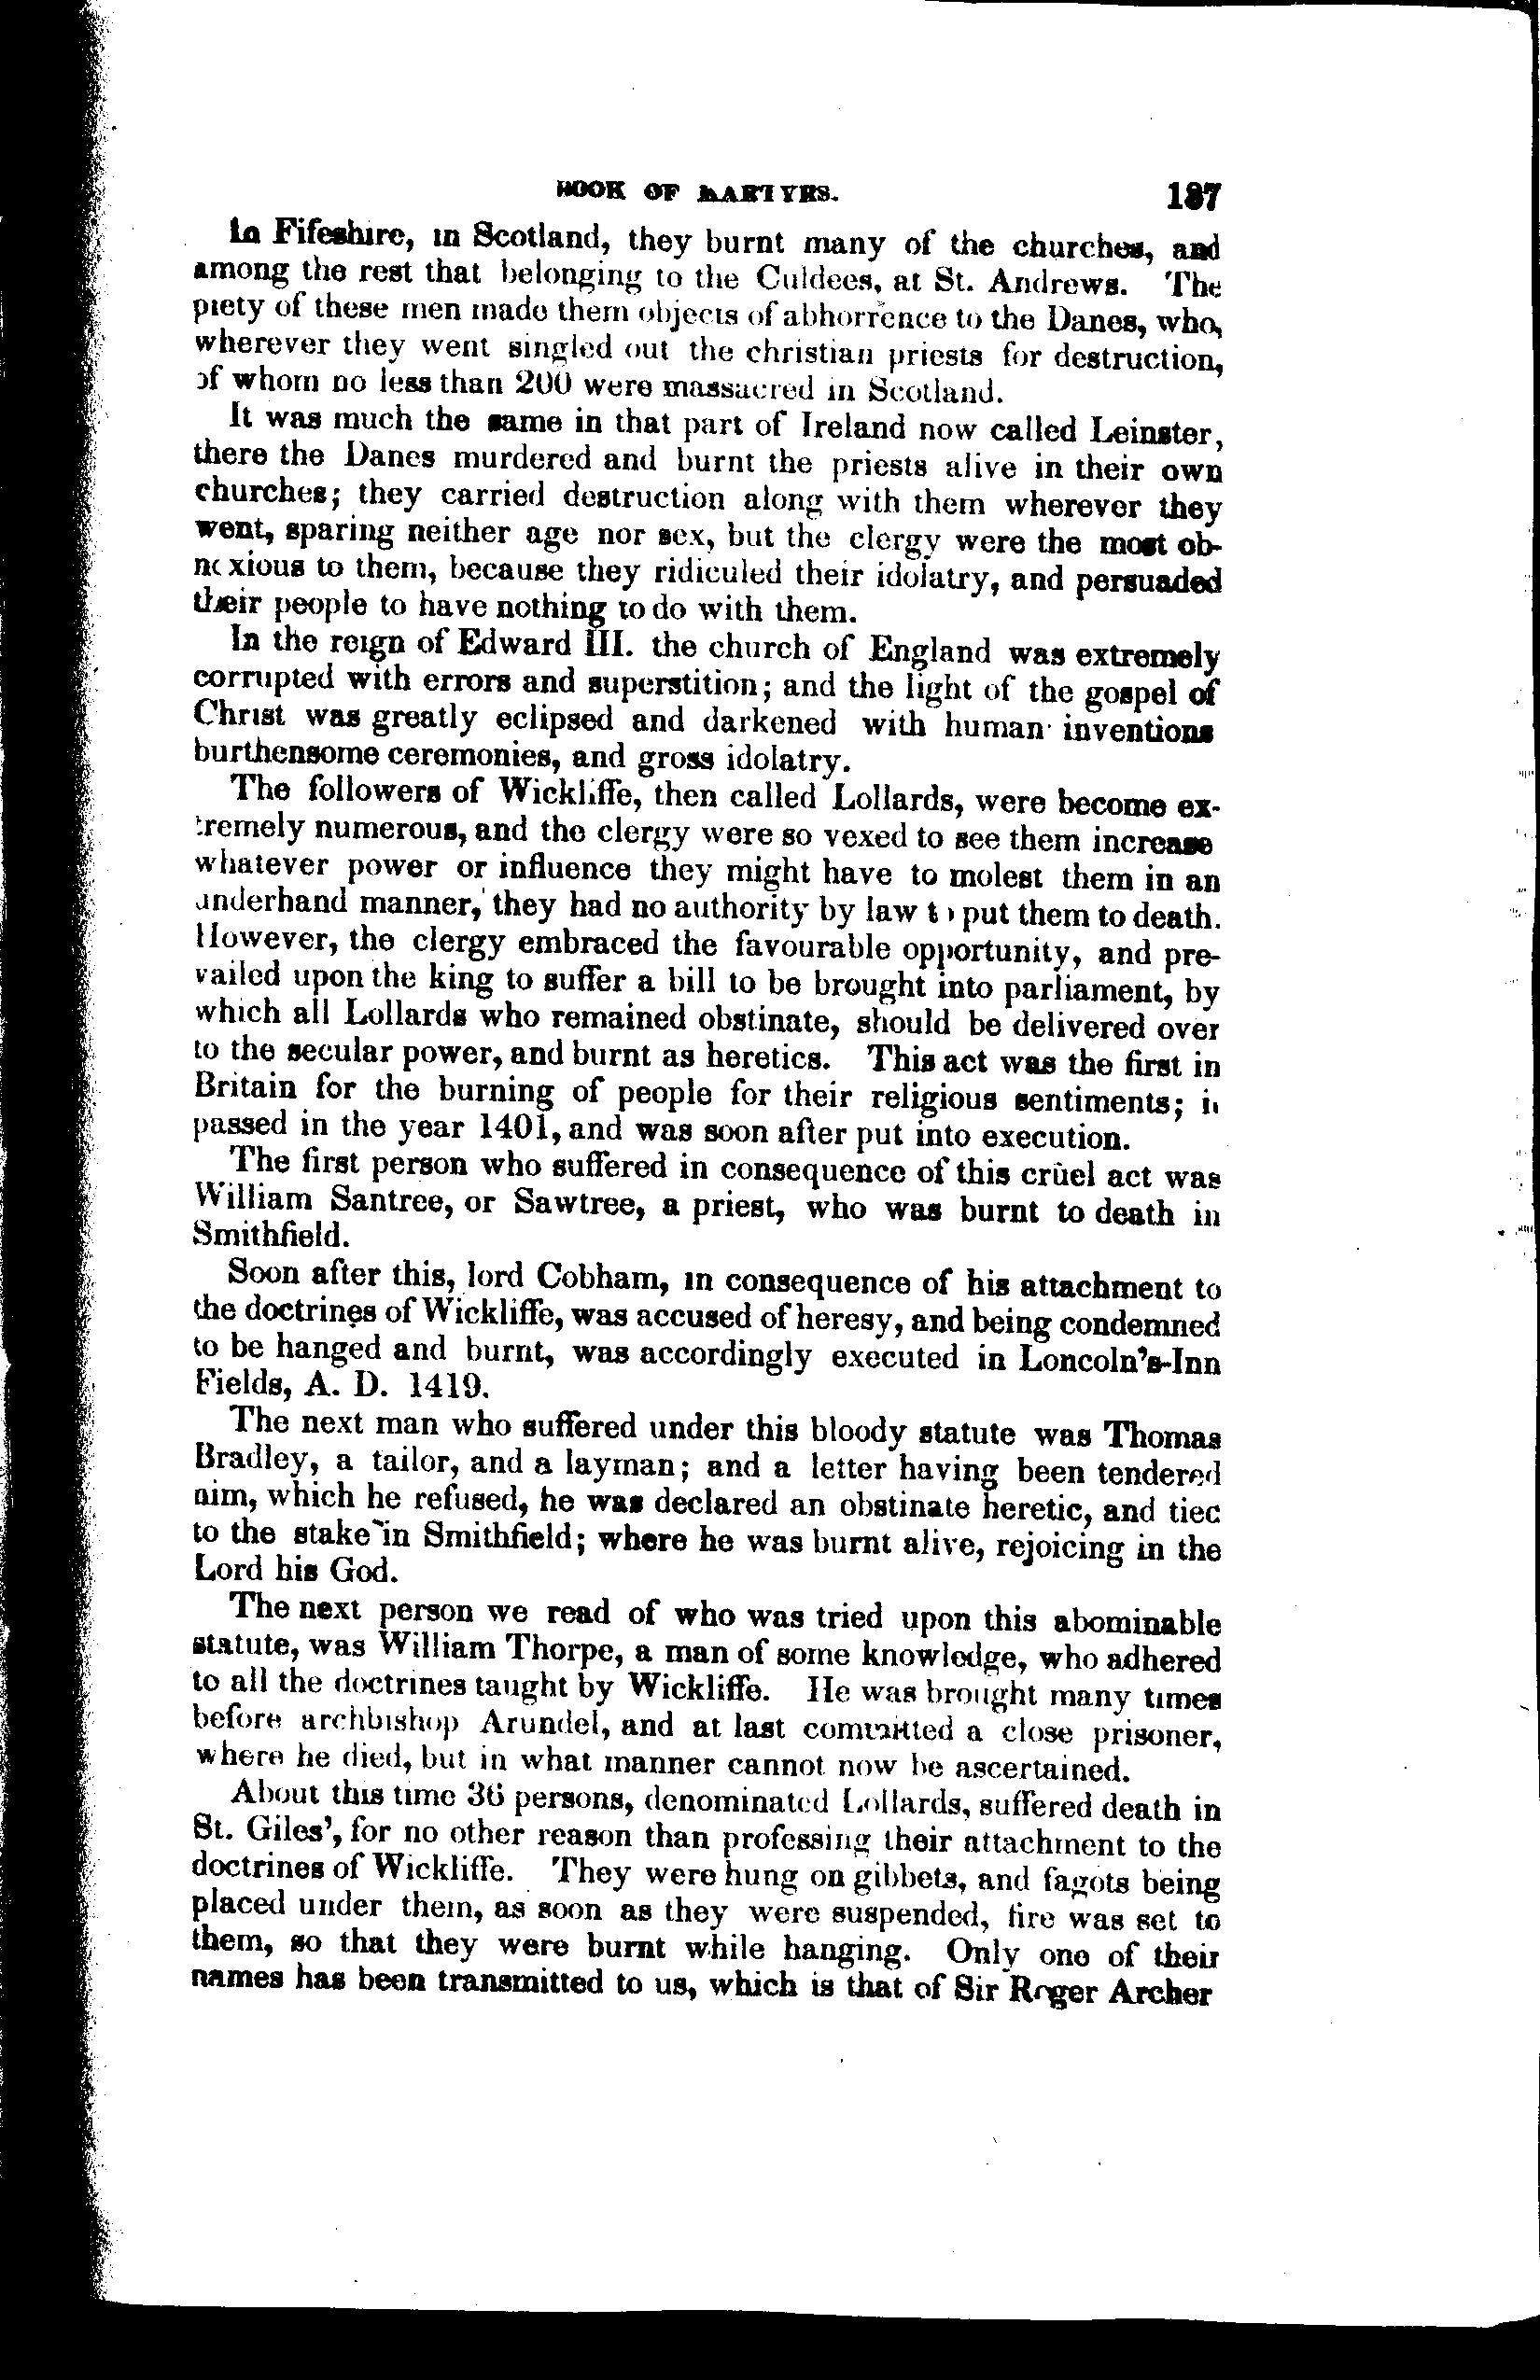 BOOK OF MARTYRS. 187
In Fifeshire, in Scotland, they burnt many of the churches, and
among the rest that belonging to the Culdees, at St. Andrews. The
piety of these men made them objects of abhorrence to the Danes, who,
wherever they went singled out the christian priests for destruction,
of whom no less than 200 were massacred in Scotland.
It was much the same in that part of Ireland now called Leinster,
there the Danes murdered and burnt the priests alive in their own
churches; they carried destruction along with them wherever they
went, sparing neither age nor sex, but the clergy were the most ob-
noxious to them, because they ridiculed their idolatry, and persuaded
their people to have nothing to do with them.
In the reign of Edward III. the church of England was extremely
corrupted with errors and superstition; and the light of the gospel of
Christ was greatly eclipsed and darkened with human inventions
burthensome ceremonies, and gross idolatry.
The followers of Wickliffe, then called Lollards, were become ex-
tremely numerous, and the clergy were so vexed to see them increase
whatever power or influence they might have to molest them in an
underhand manner, they had no authority by law to put them to death.
However, the clergy embraced the favourable opportunity, and pre-
vailed upon the king to suffer a bill to be brought into parliament, by
which all Lollards who remained obstinate, should be delivered over
to the secular power, and burnt as heretics. This act was the first in
Britain for the burning of people for their religious sentiments; it
passed in the year 1401, and was soon after put into execution.
The first person who suffered in consequence of this cruel act was
William Santree, or Sawtree, a priest, who was burnt to death in
Smithfield.
Soon after this, lord Cobham, in consequence of his attachment to
the doctrines of Wickliffe, was accused of heresy, and being condemned
to be hanged and burnt, was accordingly executed in Loncoln's-Inn
Fields, A. D. 1419.
The next man who suffered under this bloody statute was Thomas
Bradley, a tailor, and a layman; and a letter having been tendered
him, which he refused, he was declared an obstinate heretic, and tied
to the stake in Smithfield; where he was burnt alive, rejoicing in the
Lord his God.
The next person we read of who was tried upon this abominable
statute, was William Thorpe, a man of some knowledge, who adhered
to all the doctrines taught by Wickliffe. He was brought many times
before archbishop Arundel, and at last committed a close prisoner,
where he died, but in what manner cannot now be ascertained.
About this time 36 persons, denominated Lollards, suffered death in
St. Giles', for no other reason than professing their attachment to the
doctrines of Wickliffe. They were hung on gibbets, and fagots being
placed under them, as soon as they were suspended, fire was set to
them, so that they were burnt while hanging. Only one of their
names has been transmitted to us, which is that of Sir Roger Archer